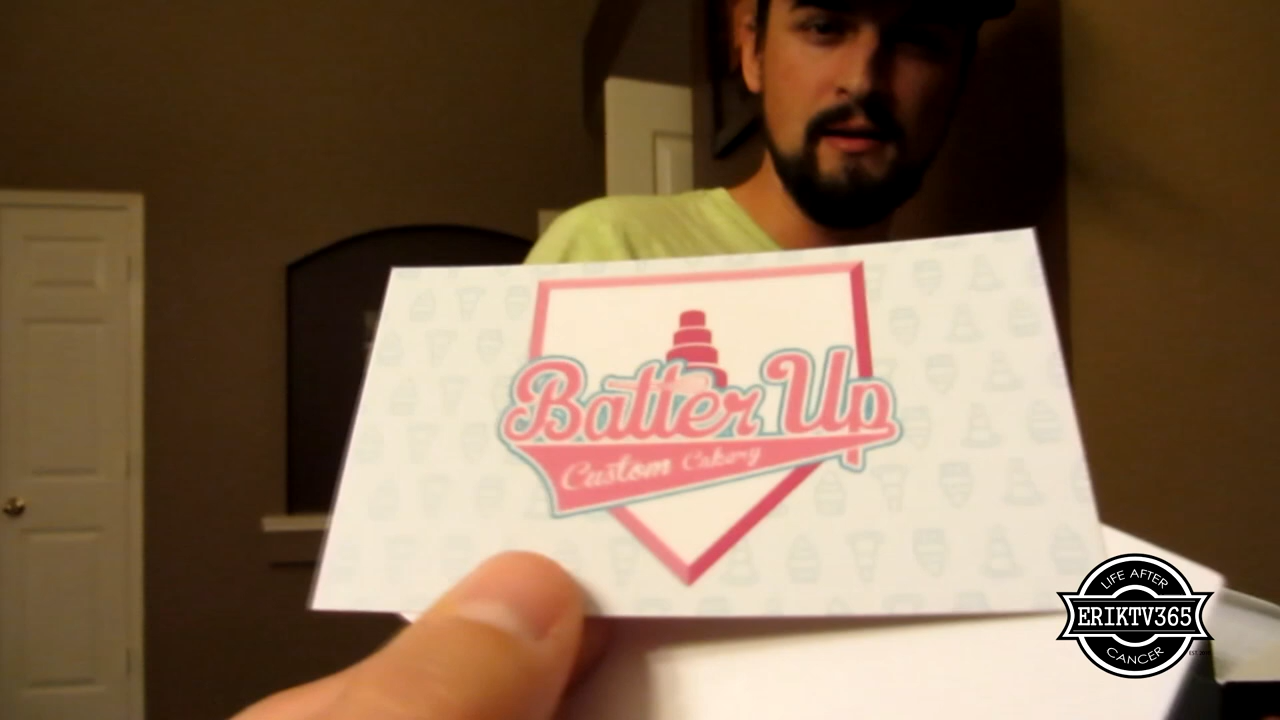 Batter Up
Custom Cakery
LIFE AFTER
ERIKTV365
CANCER